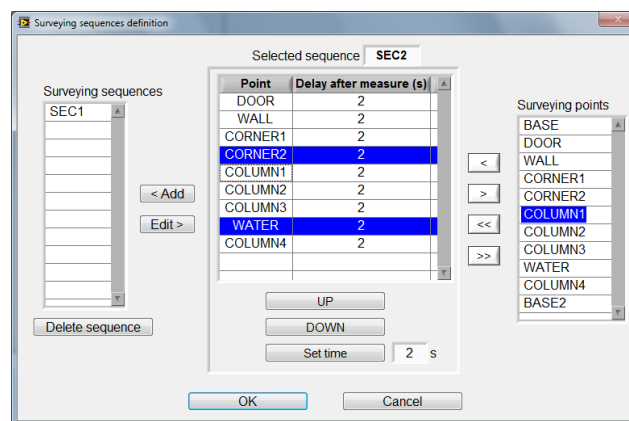 Surveying sequences definition
Selected sequence SEC2
Surveying sequences
SEC1
< Add
Edit >
Delete sequence
Point Delay after measure (s)
DOOR 2
WALL 2
CORNER1 2
CORNER2 2
COLUMN1 2
COLUMN2 2
COLUMN3 2
WATER 2
COLUMN4 2
UP
DOWN
Set time 2 s
<
>
<<
>>
Surveying points
BASE
DOOR
WALL
CORNER1
CORNER2
COLUMN1
COLUMN2
COLUMN3
WATER
COLUMN4
BASE2
OK Cancel